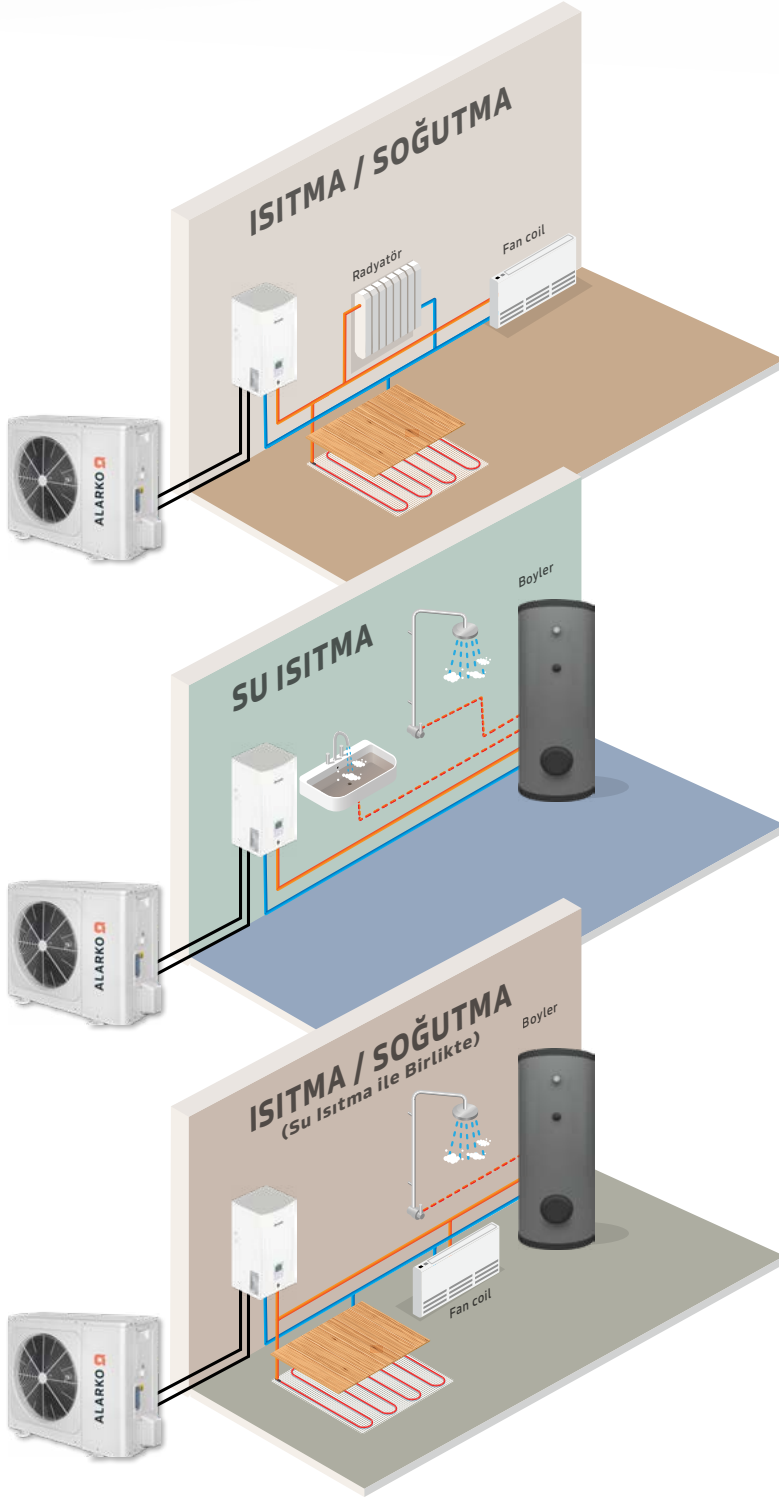 ISITMA / SOĞUTMA
Fan coil
Radyatör
ALARKO
Boyler
SU ISITMA
ALARKO
Boyler
ISITMA / SOĞUTMA
(Su Isıtma ile Birlikte)
Fan coil
ALARKO